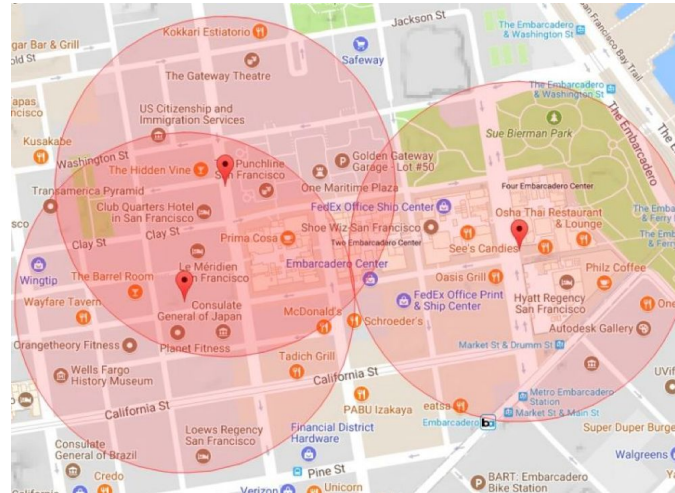 Kokkari Estiatorio
Jackson St
The Embarcadero
& Washington St
San Francisco Bay Trail
gar Bar & Grill
old St
The Gateway Theatre
Safeway
apas
ncisco
US Citizenship and
Immigration Services
The Embarcadero
& Washington St
Kusakabe
Sue Bierman Park
The Embarcadero
Washington St
The Hidden Vine
Punchline
San Francisco
Golden Gateway
Garage - Lot #50
Transamerica Pyramid
One Maritime Plaza
Four Embarcadero Center
Club Quarters Hotel
in San Francisco
FedEx Office Ship Center
Osha Thai Restaurant
& Lounge
The Embarcadero
& Ferry
Clay St
Clay St
Shoe Wiz-San Francisco
Prima Cosa
Two Embarcadero Center
See's Candies
Wingtip
Le Méridien
San Francisco
Embarcadero Center
Oasis Grill
Philz Coffee
The Barrel Room
Wayfare Tavern
Consulate
General of Japan
McDonald's
FedEx Office Print
& Ship Center
Hyatt Regency
San Francisco
One
Orangetheory Fitness
Planet Fitness
Schroeder's
Autodesk Gallery
Market St & Drumm St
Tadich Grill
Wells Fargo
History Museum
California St
UVif
California St
PABU Izakaya
Metro Embarcadero
Station
Market St & Main St
eatsa
Embarcadero
Super Duper Burge
Loews Regency
San Francisco
Financial District
Hardware
Consulate
General of Brazil
Walgreens
Credo
Pine St
BART: Embarcadero
Bike Station
California
Verizon
Unicorn